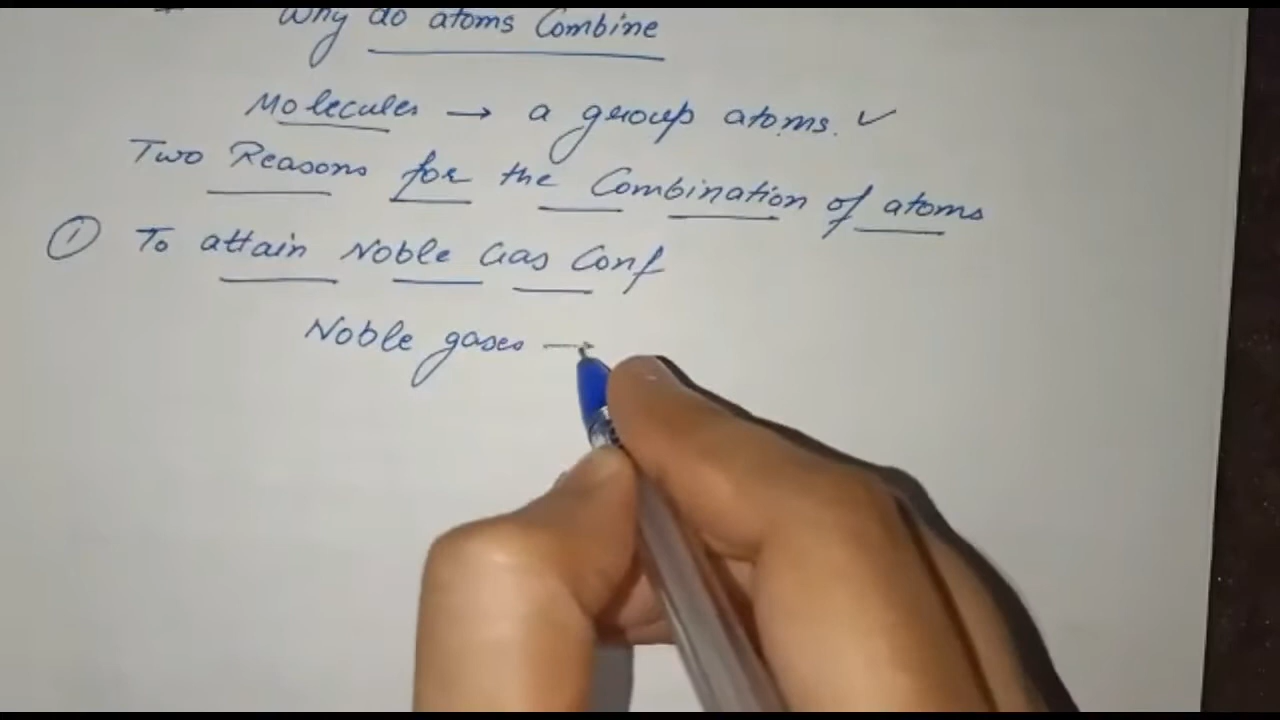 Why do atoms Combine
Molecules → a group atoms. ✓
Two Reasons for the Combination of atoms
① To attain Noble Gas Conf
Noble gases →